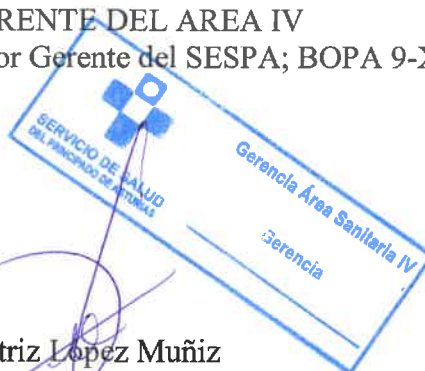 RENTE DEL AREA IV
or Gerente del SESPA; BOPA 9-X
SERVICIO DE SALUD
DEL PRINCIPADO DE ASTURIAS
Gerencia Área Sanitaria IV
Gerencia
triz López Muñiz